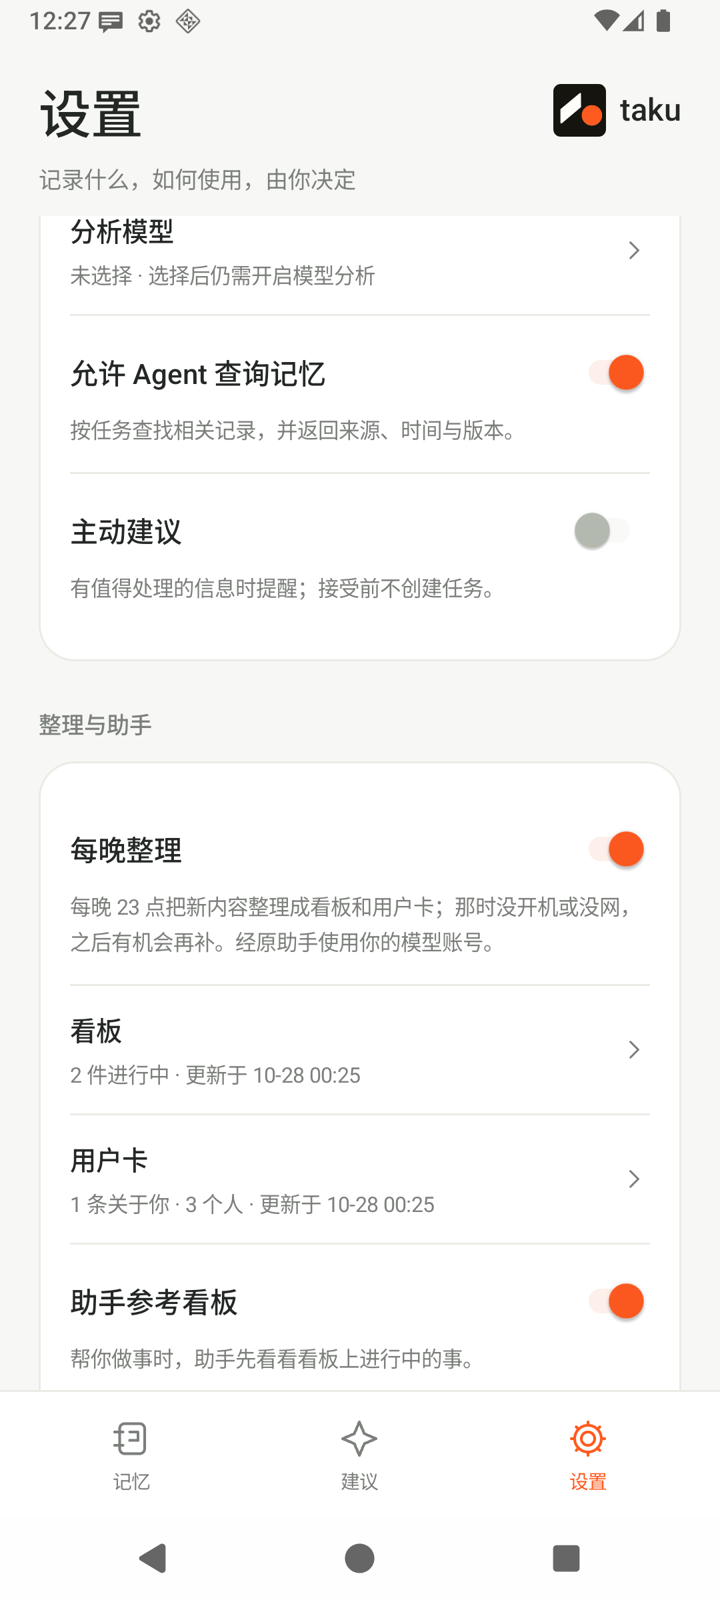 12:27
设置
taku
记录什么，如何使用，由你决定
分析模型
未选择 · 选择后仍需开启模型分析
允许 Agent 查询记忆
按任务查找相关记录，并返回来源、时间与版本。
主动建议
有值得处理的信息时提醒；接受前不创建任务。
整理与助手
每晚整理
每晚 23 点把新内容整理成看板和用户卡；那时没开机或没网，
之后有机会再补。经原助手使用你的模型账号。
看板
2 件进行中 · 更新于 10-28 00:25
用户卡
1 条关于你 · 3 个人 · 更新于 10-28 00:25
助手参考看板
帮你做事时，助手先看看看板上进行中的事。
记忆
建议
设置